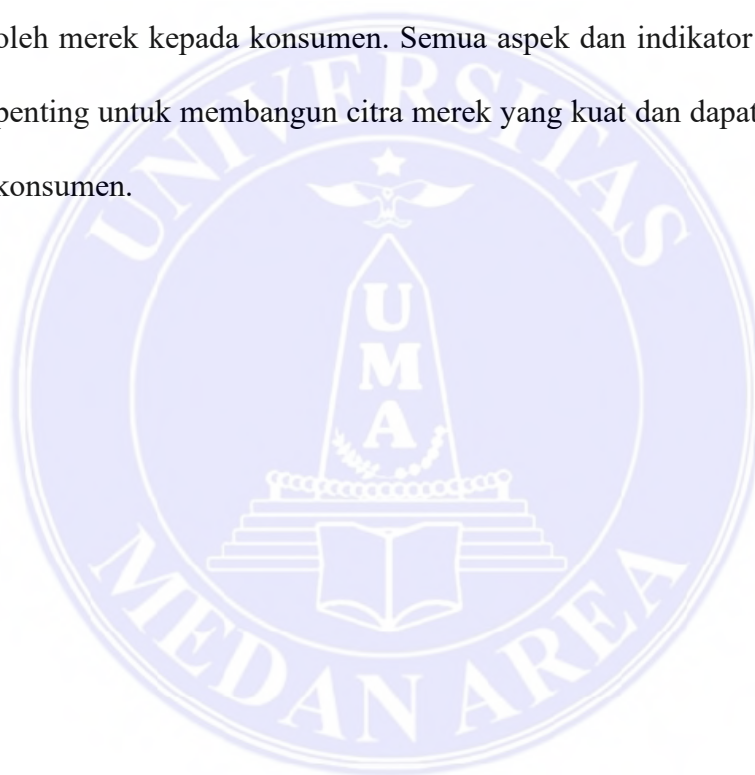 oleh merek kepada konsumen. Semua aspek dan indikator
penting untuk membangun citra merek yang kuat dan dapat
konsumen.
UNIVERSITAS
U
M
A
MEDAN AREA